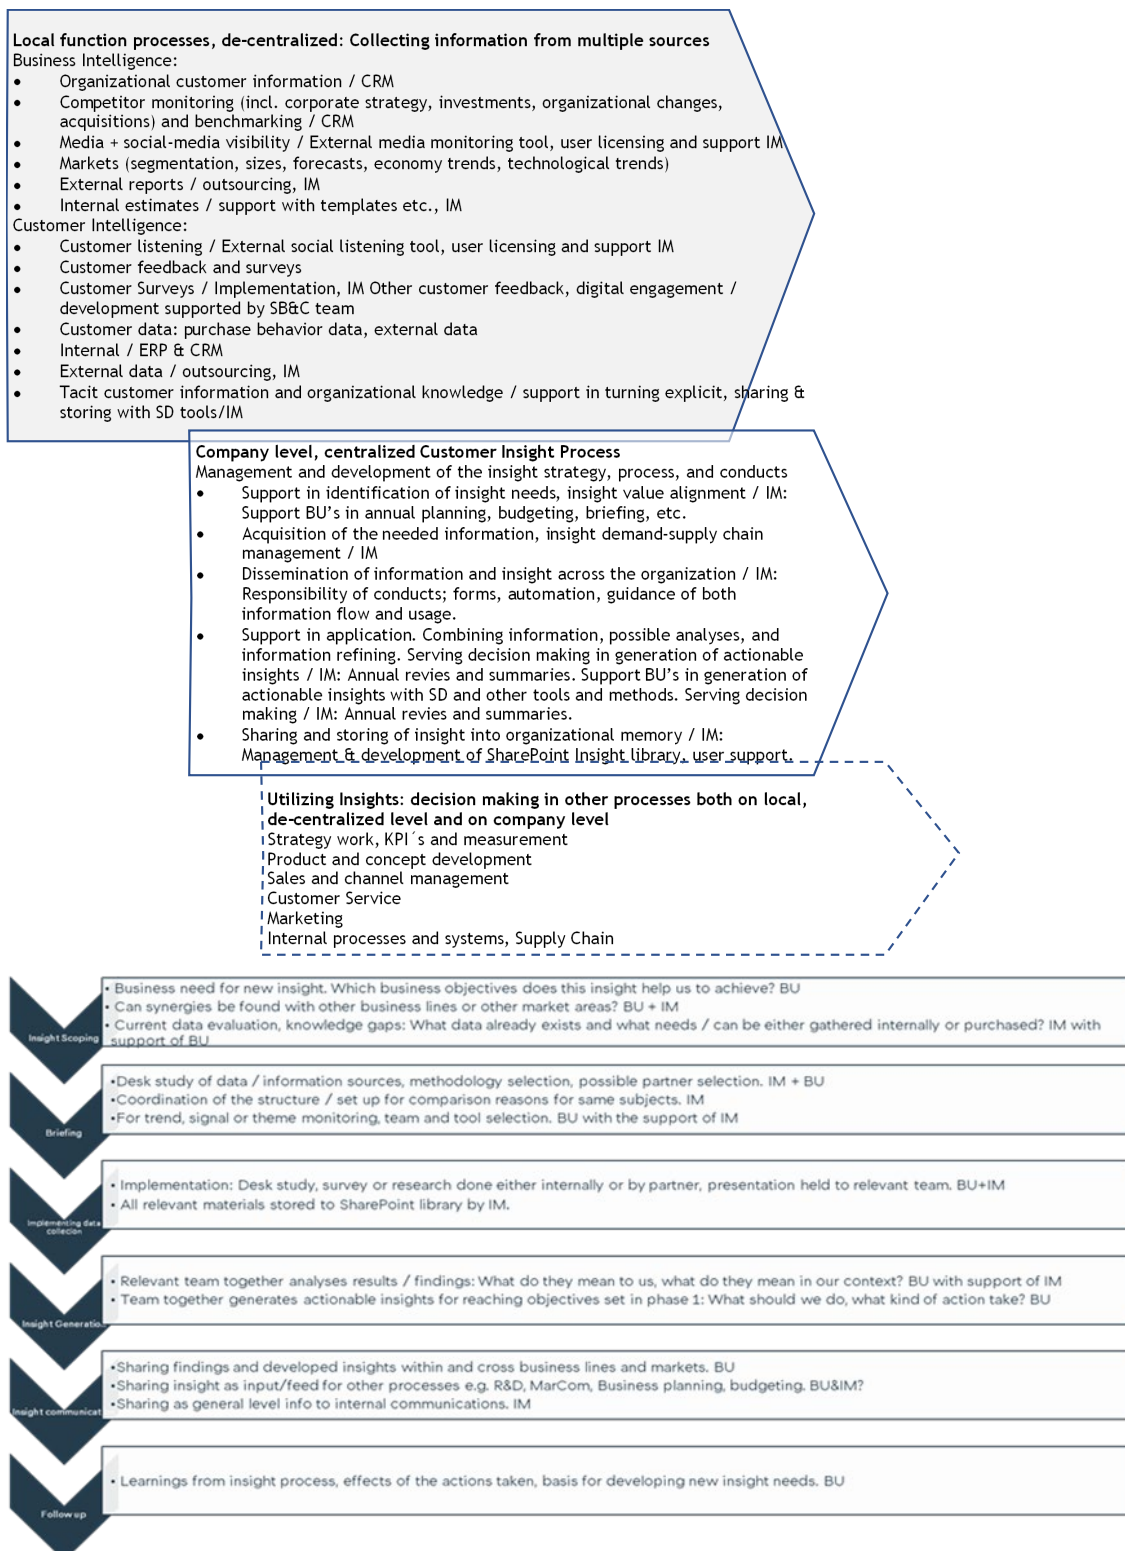 Local function processes, de-centralized: Collecting information from multiple sources
Business Intelligence:
• Organizational customer information / CRM
• Competitor monitoring (incl. corporate strategy, investments, organizational changes,
acquisitions) and benchmarking / CRM
• Media + social-media visibility / External media monitoring tool, user licensing and support IM
• Markets (segmentation, sizes, forecasts, economy trends, technological trends)
• External reports / outsourcing, IM
• Internal estimates / support with templates etc., IM
Customer Intelligence:
• Customer listening / External social listening tool, user licensing and support IM
• Customer feedback and surveys
• Customer Surveys / Implementation, IM Other customer feedback, digital engagement /
development supported by SB&C team
• Customer data: purchase behavior data, external data
• Internal / ERP & CRM
• External data / outsourcing, IM
• Tacit customer information and organizational knowledge / support in turning explicit, sharing &
storing with SD tools/IM
Company level, centralized Customer Insight Process
Management and development of the insight strategy, process, and conducts
• Support in identification of insight needs, insight value alignment / IM:
Support BU's in annual planning, budgeting, briefing, etc.
• Acquisition of the needed information, insight demand-supply chain
management / IM
• Dissemination of information and insight across the organization / IM:
Responsibility of conducts; forms, automation, guidance of both
information flow and usage.
• Support in application. Combining information, possible analyses, and
information refining. Serving decision making in generation of actionable
insights / IM: Annual revies and summaries. Support BU's in generation of
actionable insights with SD and other tools and methods. Serving decision
making / IM: Annual revies and summaries.
• Sharing and storing of insight into organizational memory / IM:
Management & development of SharePoint Insight library, user support.
Utilizing Insights: decision making in other processes both on local,
de-centralized level and on company level
Strategy work, KPI´s and measurement
Product and concept development
Sales and channel management
Customer Service
Marketing
Internal processes and systems, Supply Chain
Insight Scoping
• Business need for new insight. Which business objectives does this insight help us to achieve? BU
• Can synergies be found with other business lines or other market areas? BU + IM
• Current data evaluation, knowledge gaps: What data already exists and what needs / can be either gathered internally or purchased? IM with
support of BU
Briefing
•Desk study of data / information sources, methodology selection, possible partner selection. IM + BU
•Coordination of the structure / set up for comparison reasons for same subjects. IM
•For trend, signal or theme monitoring, team and tool selection. BU with the support of IM
Implementing data
collecion
• Implementation: Desk study, survey or research done either internally or by partner, presentation held to relevant team. BU+IM
• All relevant materials stored to SharePoint library by IM.
Insight Generatio
• Relevant team together analyses results / findings: What do they mean to us, what do they mean in our context? BU with support of IM
• Team together generates actionable insights for reaching objectives set in phase 1: What should we do, what kind of action take? BU
Insight communicat
•Sharing findings and developed insights within and cross business lines and markets. BU
•Sharing insight as input/feed for other processes e.g. R&D, MarCom, Business planning, budgeting. BU&IM?
•Sharing as general level info to internal communications. IM
Follow up
• Learnings from insight process, effects of the actions taken, basis for developing new insight needs. BU